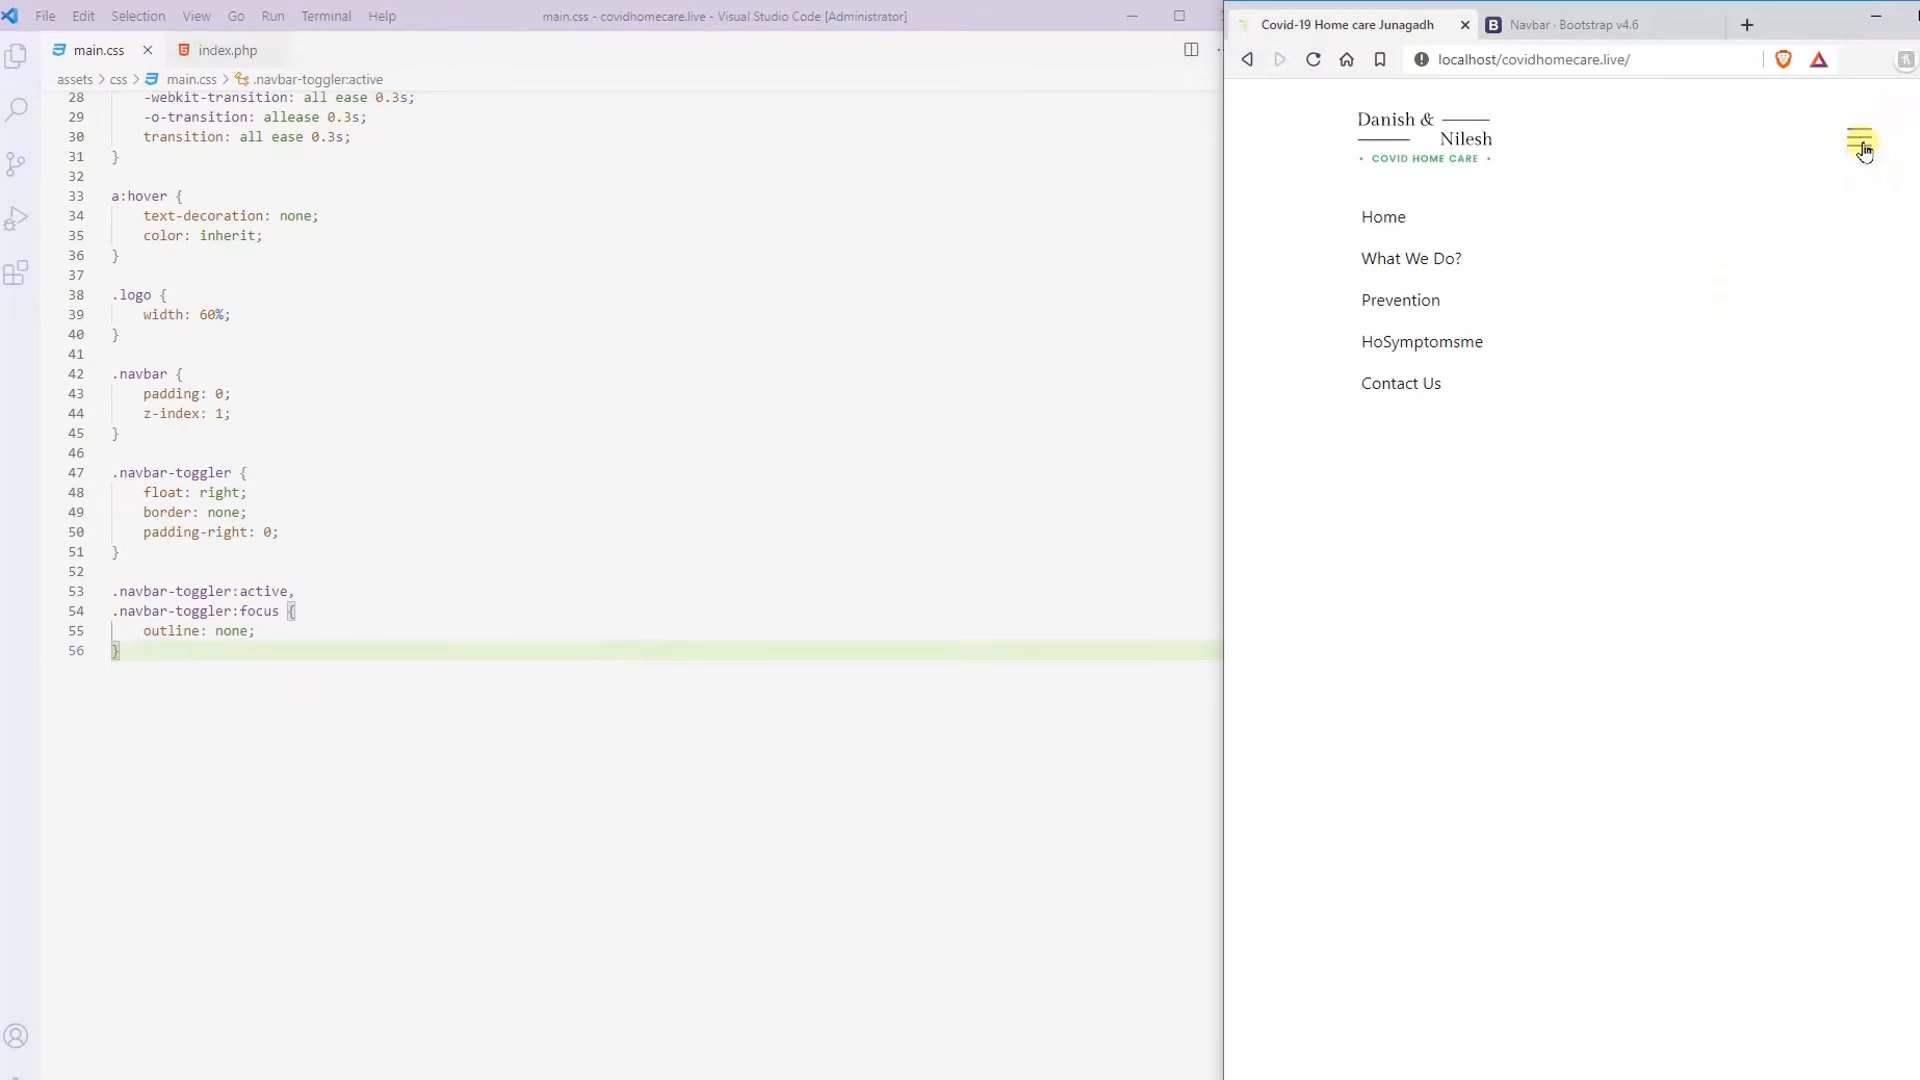 File Edit Selection View Go Run Terminal Help
main.css - covidhomecare.live - Visual Studio Code [Administrator]
main.css
index.php
assets > css > main.css > .navbar-toggler:active
28 -webkit-transition: all ease 0.3s;
29 -o-transition: allease 0.3s;
30 transition: all ease 0.3s;
31 }
32
33 a:hover {
34 text-decoration: none;
35 color: inherit;
36 }
37
38 .logo {
39 width: 60%;
40 }
41
42 .navbar {
43 padding: 0;
44 z-index: 1;
45 }
46
47 .navbar-toggler {
48 float: right;
49 border: none;
50 padding-right: 0;
51 }
52
53 .navbar-toggler:active,
54 .navbar-toggler:focus {
55 outline: none;
56 }
Covid-19 Home care Junagadh
B Navbar · Bootstrap v4.6
localhost/covidhomecare.live/
Danish &
Nilesh
• COVID HOME CARE •
Home
What We Do?
Prevention
HoSymptomsme
Contact Us